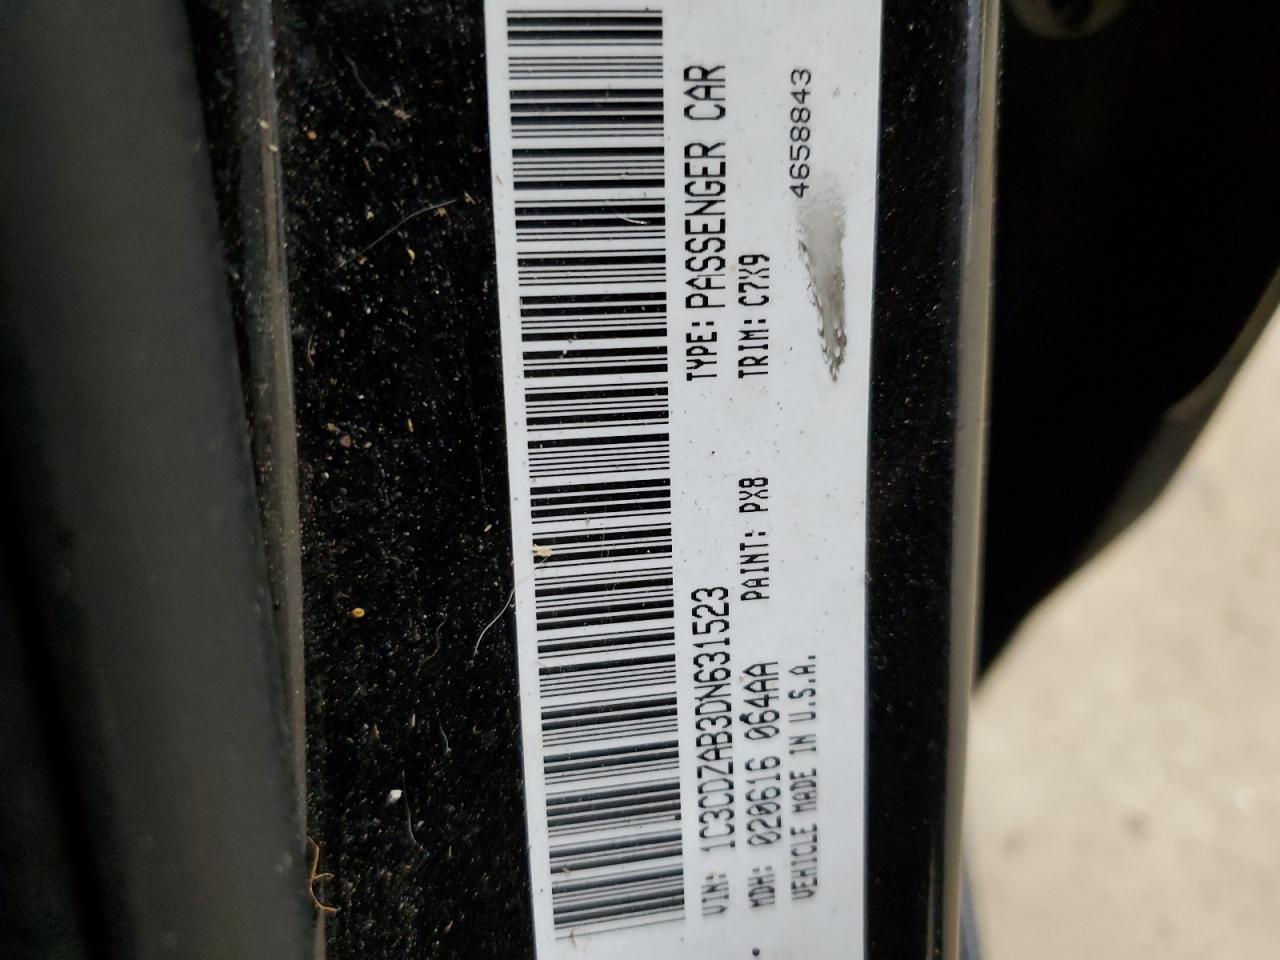 VIN: 1C3CDZAB3DN631523 TYPE: PASSENGER CAR
MDH: 020616 064AA PAINT: PX8 TRIM: C7X9
VEHICLE MADE IN U.S.A. 4658843